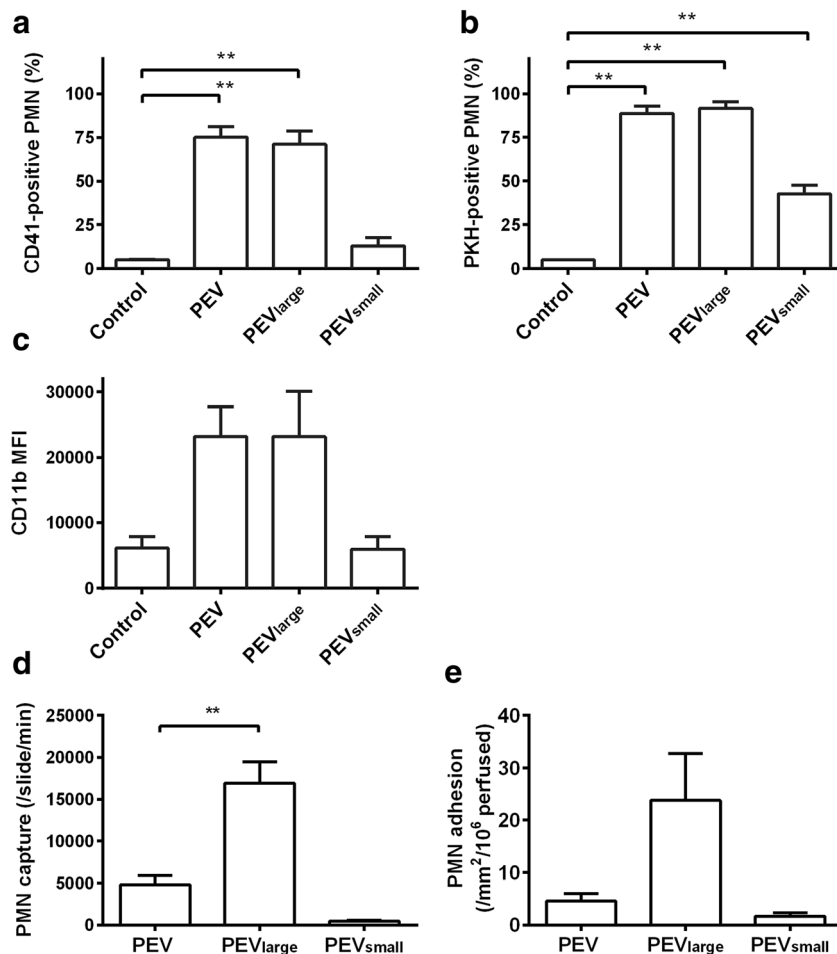 a
CD41-positive PMN (%)
100
75
50
25
0
**
**
Control
PEV
PEVlarge
PEVsmall
b
PKH-positive PMN (%)
100
75
50
25
0
**
**
**
Control
PEV
PEVlarge
PEVsmall
c
CD11b MFI
30000
20000
10000
0
Control
PEV
PEVlarge
PEVsmall
d
PMN capture (/slide/min)
25000
20000
15000
10000
5000
0
**
PEV
PEVlarge
PEVsmall
e
PMN adhesion
(/mm²/10⁶ perfused)
40
30
20
10
0
PEV
PEVlarge
PEVsmall